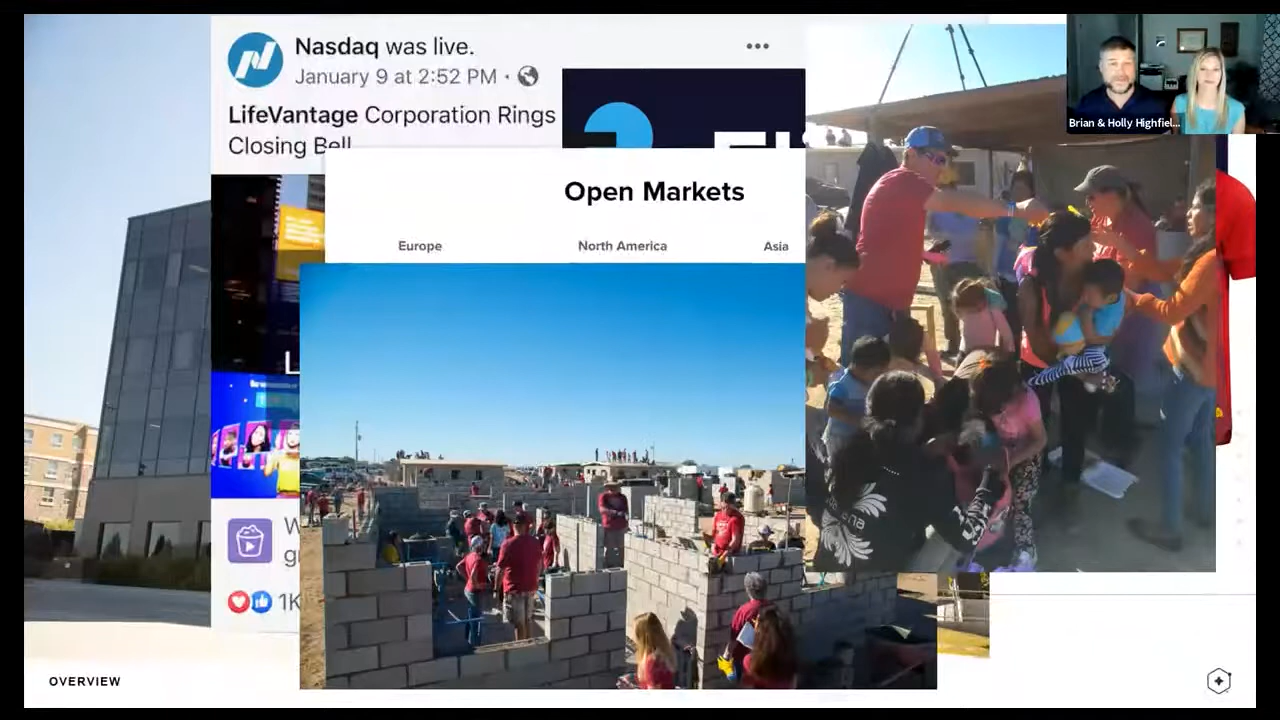 Nasdaq was live.
January 9 at 2:52 PM ·
LifeVantage Corporation Rings
Closing Bell
Brian & Holly Highfiel...
Open Markets
Europe
North America
Asia
1K
OVERVIEW